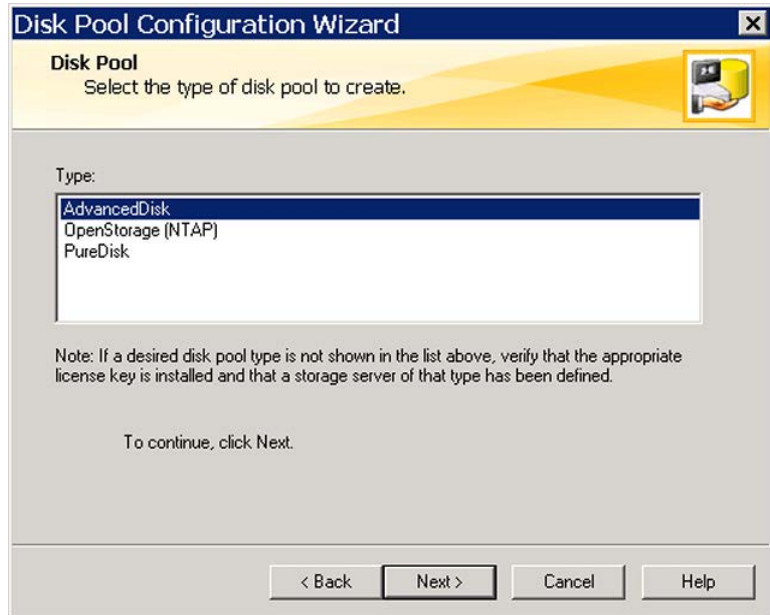 Disk Pool Configuration Wizard
Disk Pool
Select the type of disk pool to create.
Type:
AdvancedDisk
OpenStorage (NTAP)
PureDisk
Note: If a desired disk pool type is not shown in the list above, verify that the appropriate
license key is installed and that a storage server of that type has been defined.
To continue, click Next.
< Back
Next >
Cancel
Help